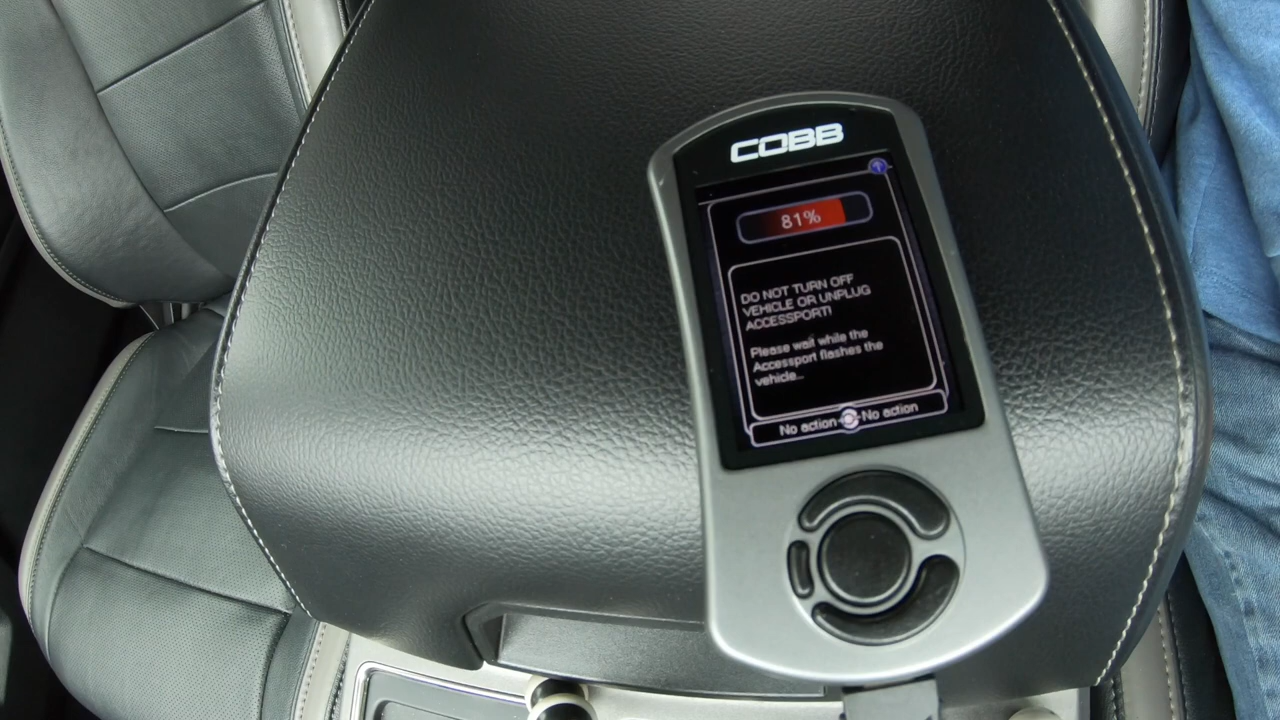 COBB
81%
DO NOT TURN OFF
VEHICLE OR UNPLUG
ACCESSPORT!
Please wait while the
Accessport flashes the
vehicle...
No action No action